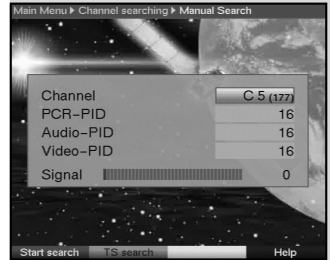 Main Menu ▶ Channel searching ▶ Manual Search
Channel C 5 (177)
PCR-PID 16
Audio-PID 16
Video-PID 16
Signal 0
Start search TS search Help